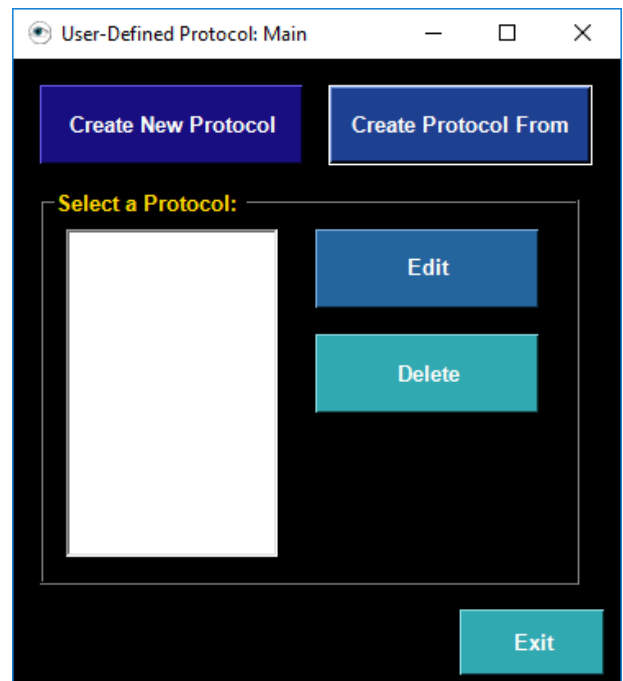 User-Defined Protocol: Main
Create New Protocol
Create Protocol From
Select a Protocol:
Edit
Delete
Exit